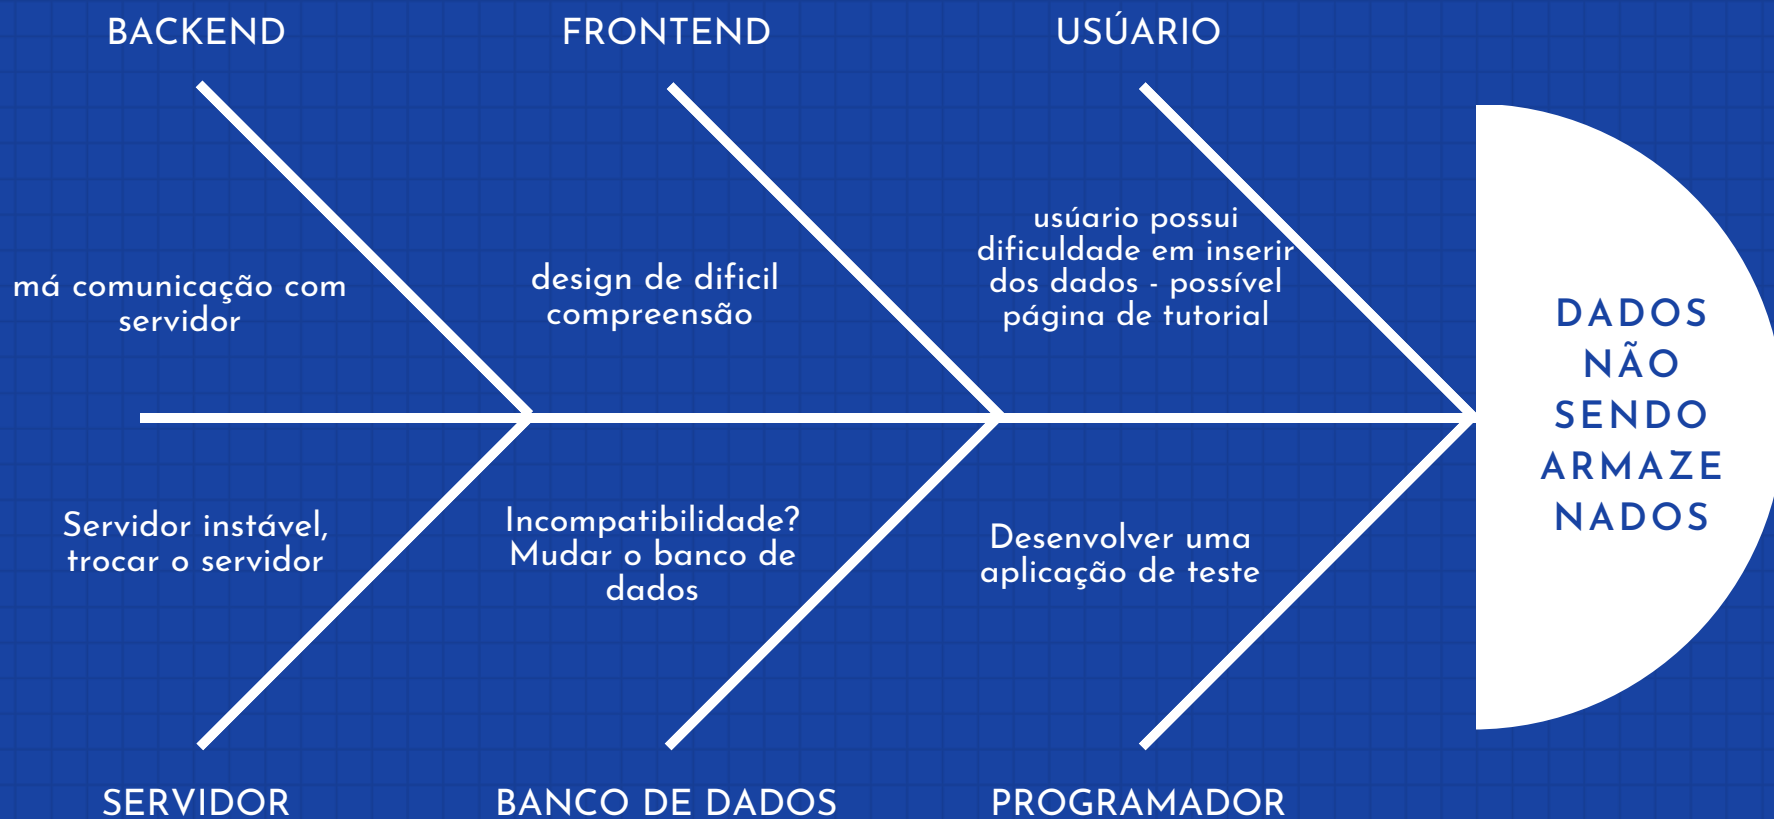 BACKEND
FRONTEND
USÚARIO
má comunicação com
servidor
design de dificil
compreensão
usúario possui
dificuldade em inserir
dos dados - possível
página de tutorial
DADOS
NÃO
SENDO
ARMAZE
NADOS
Servidor instável,
trocar o servidor
Incompatibilidade?
Mudar o banco de
dados
Desenvolver uma
aplicação de teste
SERVIDOR
BANCO DE DADOS
PROGRAMADOR